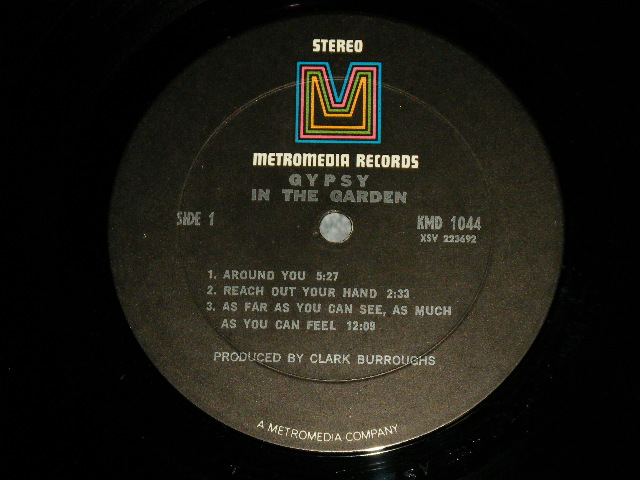 STEREO
METROMEDIA RECORDS
GYPSY
IN THE GARDEN
SIDE 1
KMD 1044
XSV 223692
1. AROUND YOU 5:27
2. REACH OUT YOUR HAND 2:33
3. AS FAR AS YOU CAN SEE, AS MUCH
AS YOU CAN FEEL 12:09
PRODUCED BY CLARK BURROUGHS
A METROMEDIA COMPANY